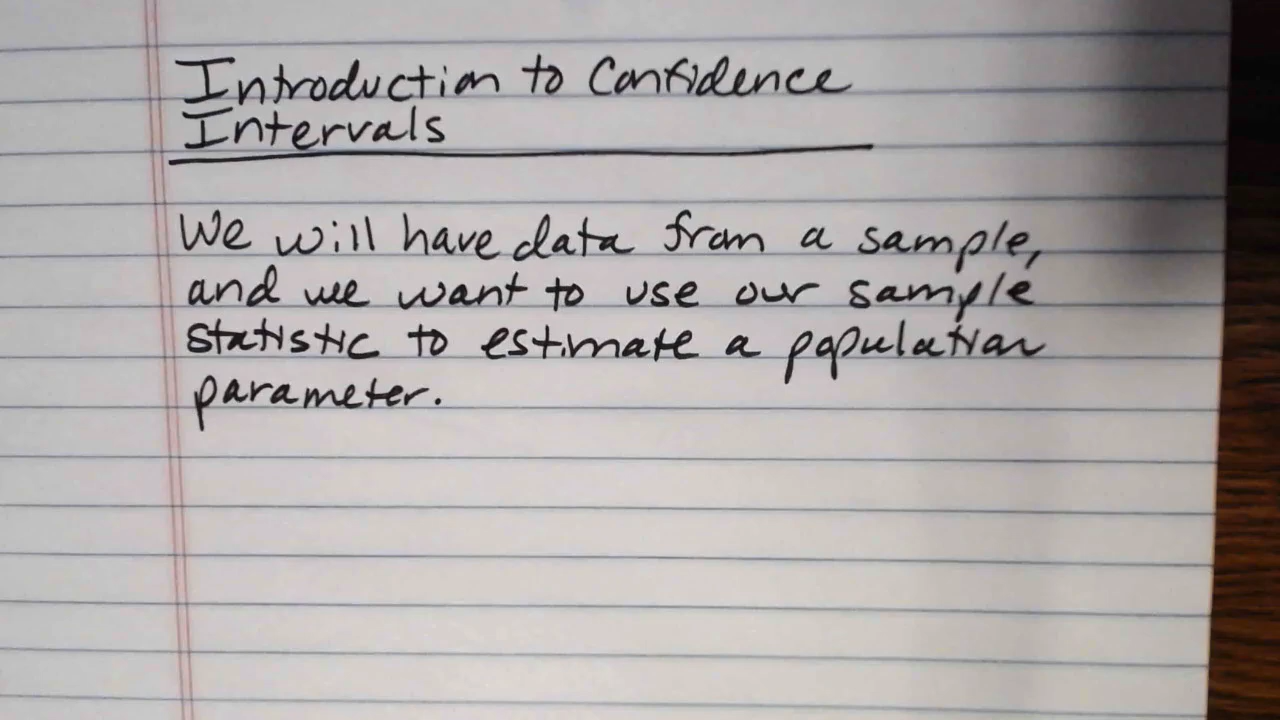 Introduction to Confidence
Intervals
We will have data from a sample,
and we want to use our sample
statistic to estimate a population
parameter.